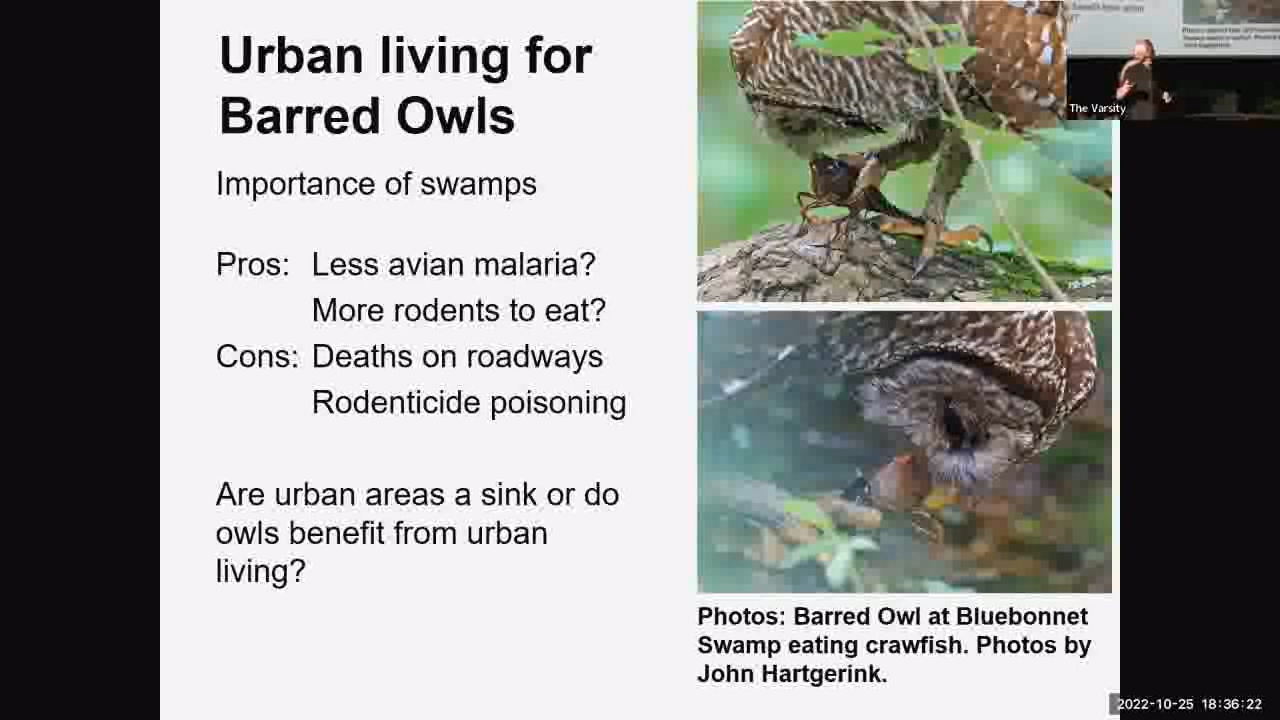 Urban living for
Barred Owls
Importance of swamps
Pros: Less avian malaria?
More rodents to eat?
Cons: Deaths on roadways
Rodenticide poisoning
Are urban areas a sink or do
owls benefit from urban
living?
Photos: Barred Owl at Bluebonnet
Swamp eating crawfish. Photos by
John Hartgerink.
The Varsity
2022-10-25 18:36:22